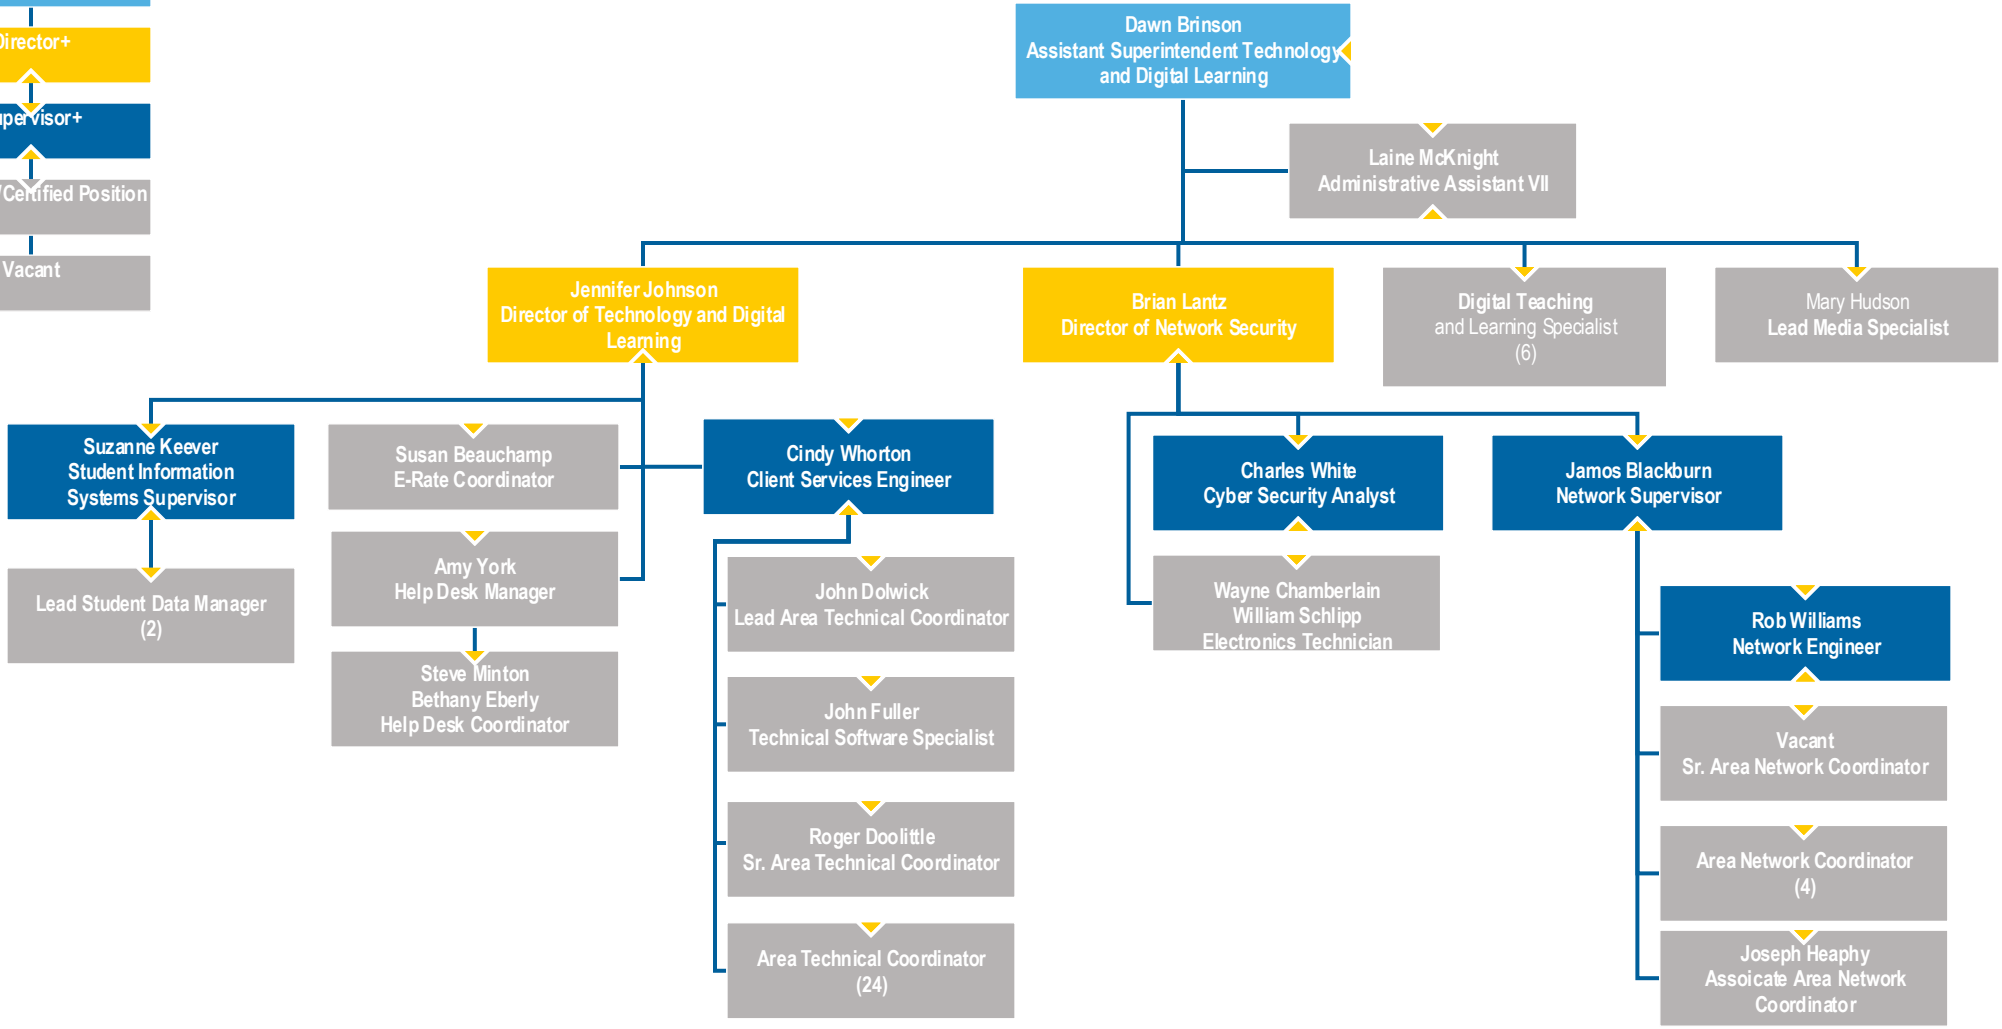 Director+
Supervisor+
/Certified Position
Vacant
Dawn Brinson
Assistant Superintendent Technology
and Digital Learning
Laine McKnight
Administrative Assistant VII
Jennifer Johnson
Director of Technology and Digital
Learning
Brian Lantz
Director of Network Security
Digital Teaching
and Learning Specialist
(6)
Mary Hudson
Lead Media Specialist
Suzanne Keever
Student Information
Systems Supervisor
Lead Student Data Manager
(2)
Susan Beauchamp
E-Rate Coordinator
Amy York
Help Desk Manager
Steve Minton
Bethany Eberly
Help Desk Coordinator
Cindy Whorton
Client Services Engineer
John Dolwick
Lead Area Technical Coordinator
John Fuller
Technical Software Specialist
Roger Doolittle
Sr. Area Technical Coordinator
Area Technical Coordinator
(24)
Charles White
Cyber Security Analyst
Wayne Chamberlain
William Schlipp
Electronics Technician
Jamos Blackburn
Network Supervisor
Rob Williams
Network Engineer
Vacant
Sr. Area Network Coordinator
Area Network Coordinator
(4)
Joseph Heaphy
Assoicate Area Network
Coordinator